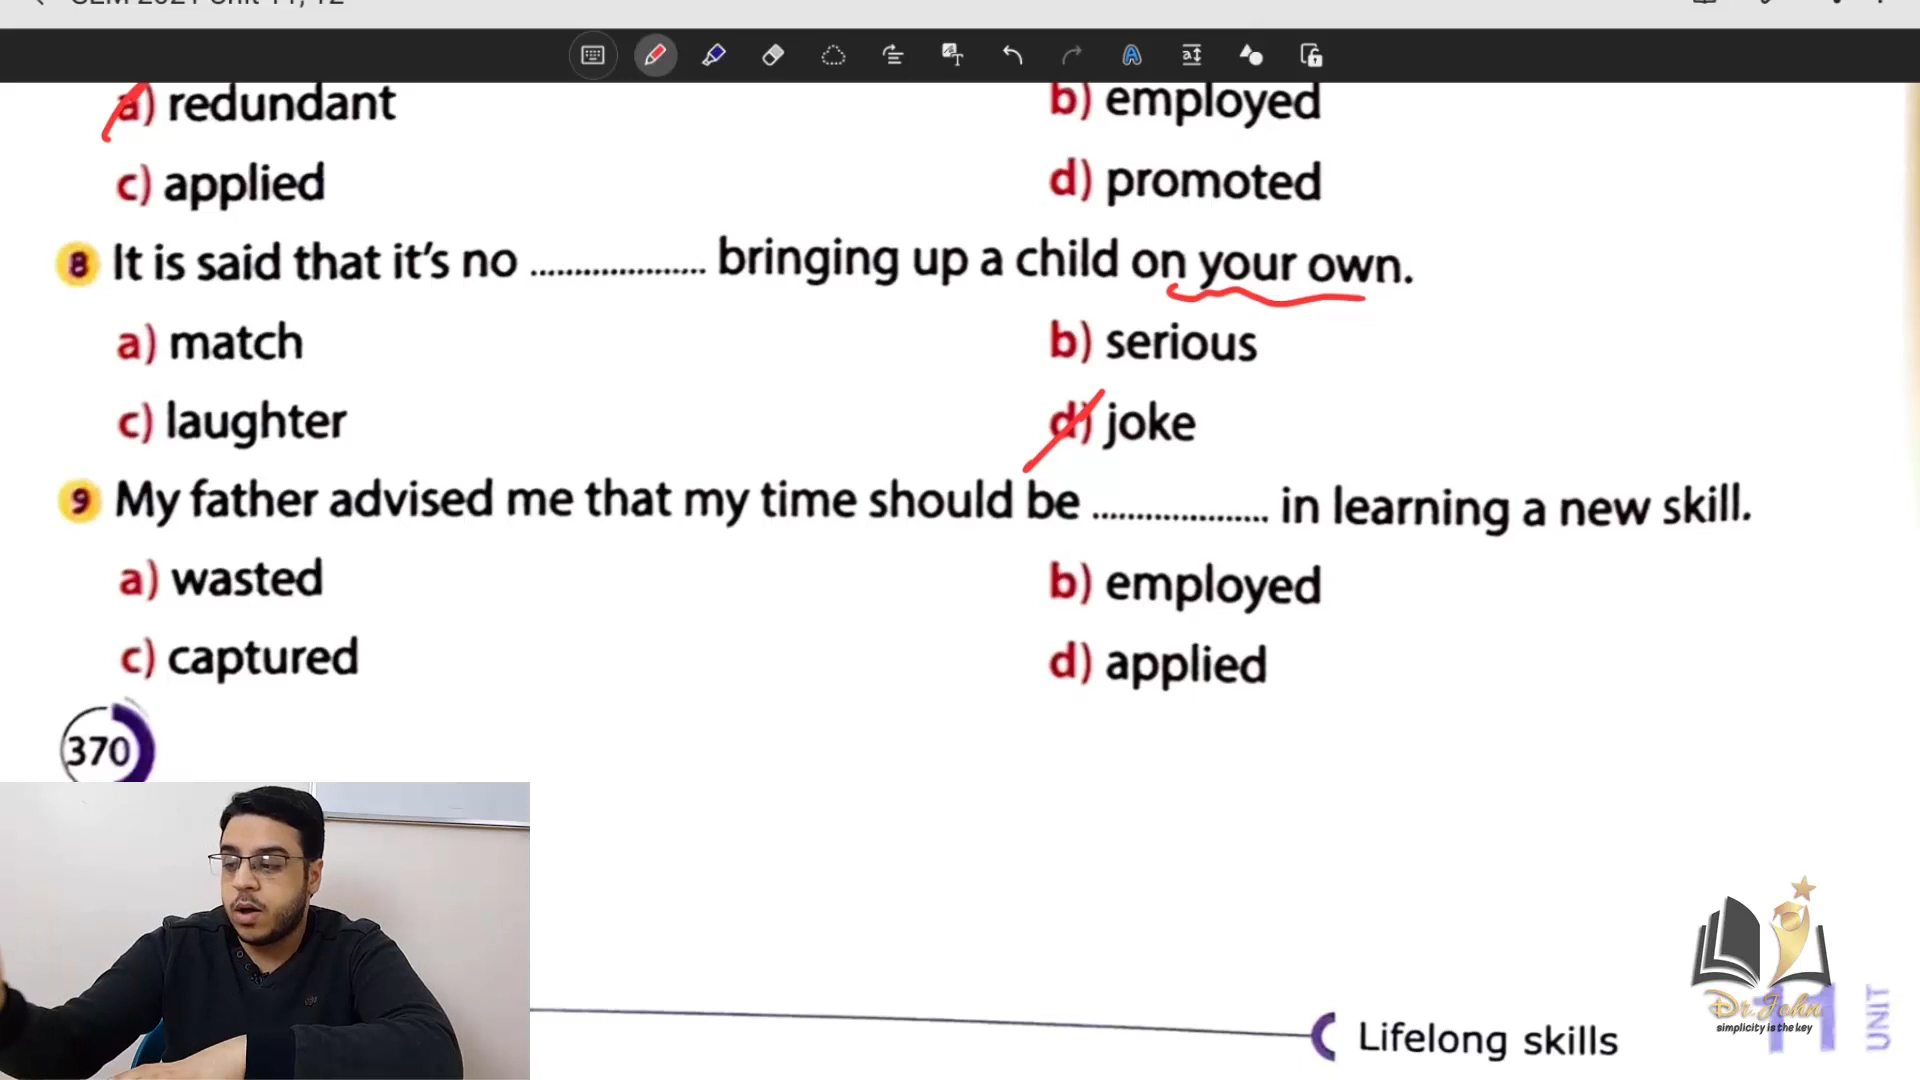 a) redundant
b) employed
c) applied
d) promoted
8 It is said that it's no .................... bringing up a child on your own.
a) match
b) serious
c) laughter
d) joke
9 My father advised me that my time should be .................... in learning a new skill.
a) wasted
b) employed
c) captured
d) applied
370
Dr. John
simplicity is the key
11
UNIT
Lifelong skills